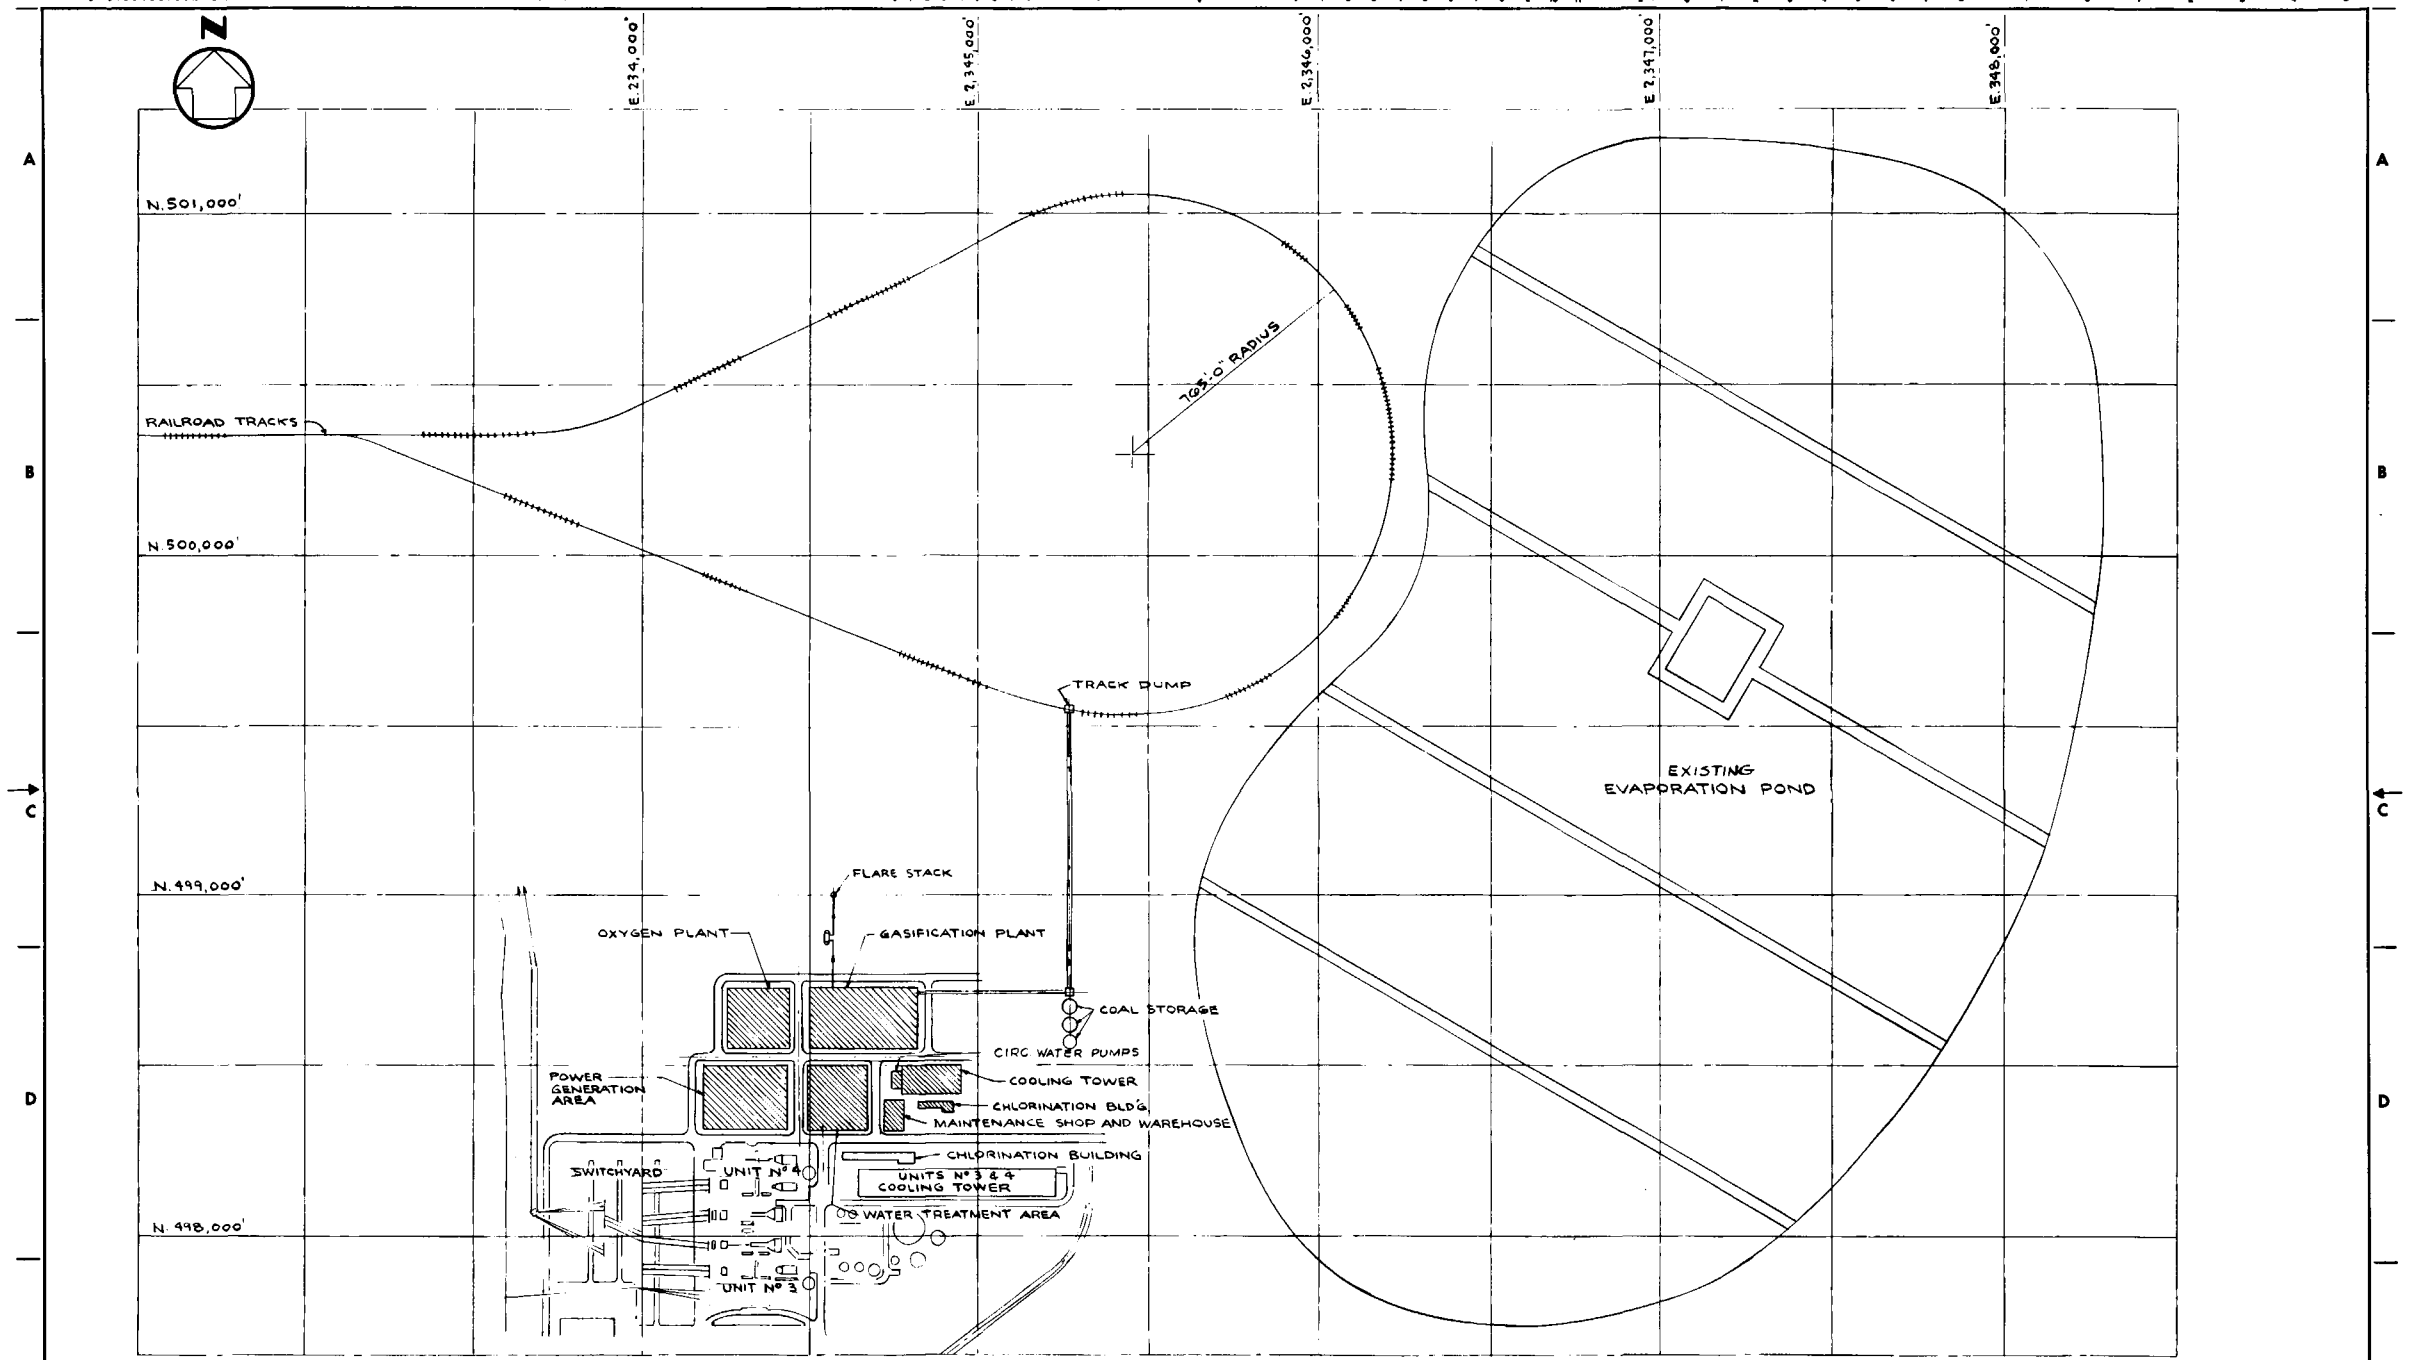 N
E. 234,000'
E. 2,345,000'
E. 2,346,000'
E. 2,347,000'
E. 348,000'
A
A
N. 501,000'
765'-0" RADIUS
RAILROAD TRACKS
B
B
N. 500,000'
TRACK DUMP
EXISTING
EVAPORATION POND
C
C
FLARE STACK
N. 499,000'
OXYGEN PLANT
GASIFICATION PLANT
COAL STORAGE
CIRC. WATER PUMPS
POWER
GENERATION
AREA
COOLING TOWER
D
D
CHLORINATION BLD'G.
MAINTENANCE SHOP AND WAREHOUSE
CHLORINATION BUILDING
SWITCHYARD
UNIT Nº 4
UNITS Nº 3 & 4
COOLING TOWER
WATER TREATMENT AREA
N. 498,000'
UNIT Nº 3